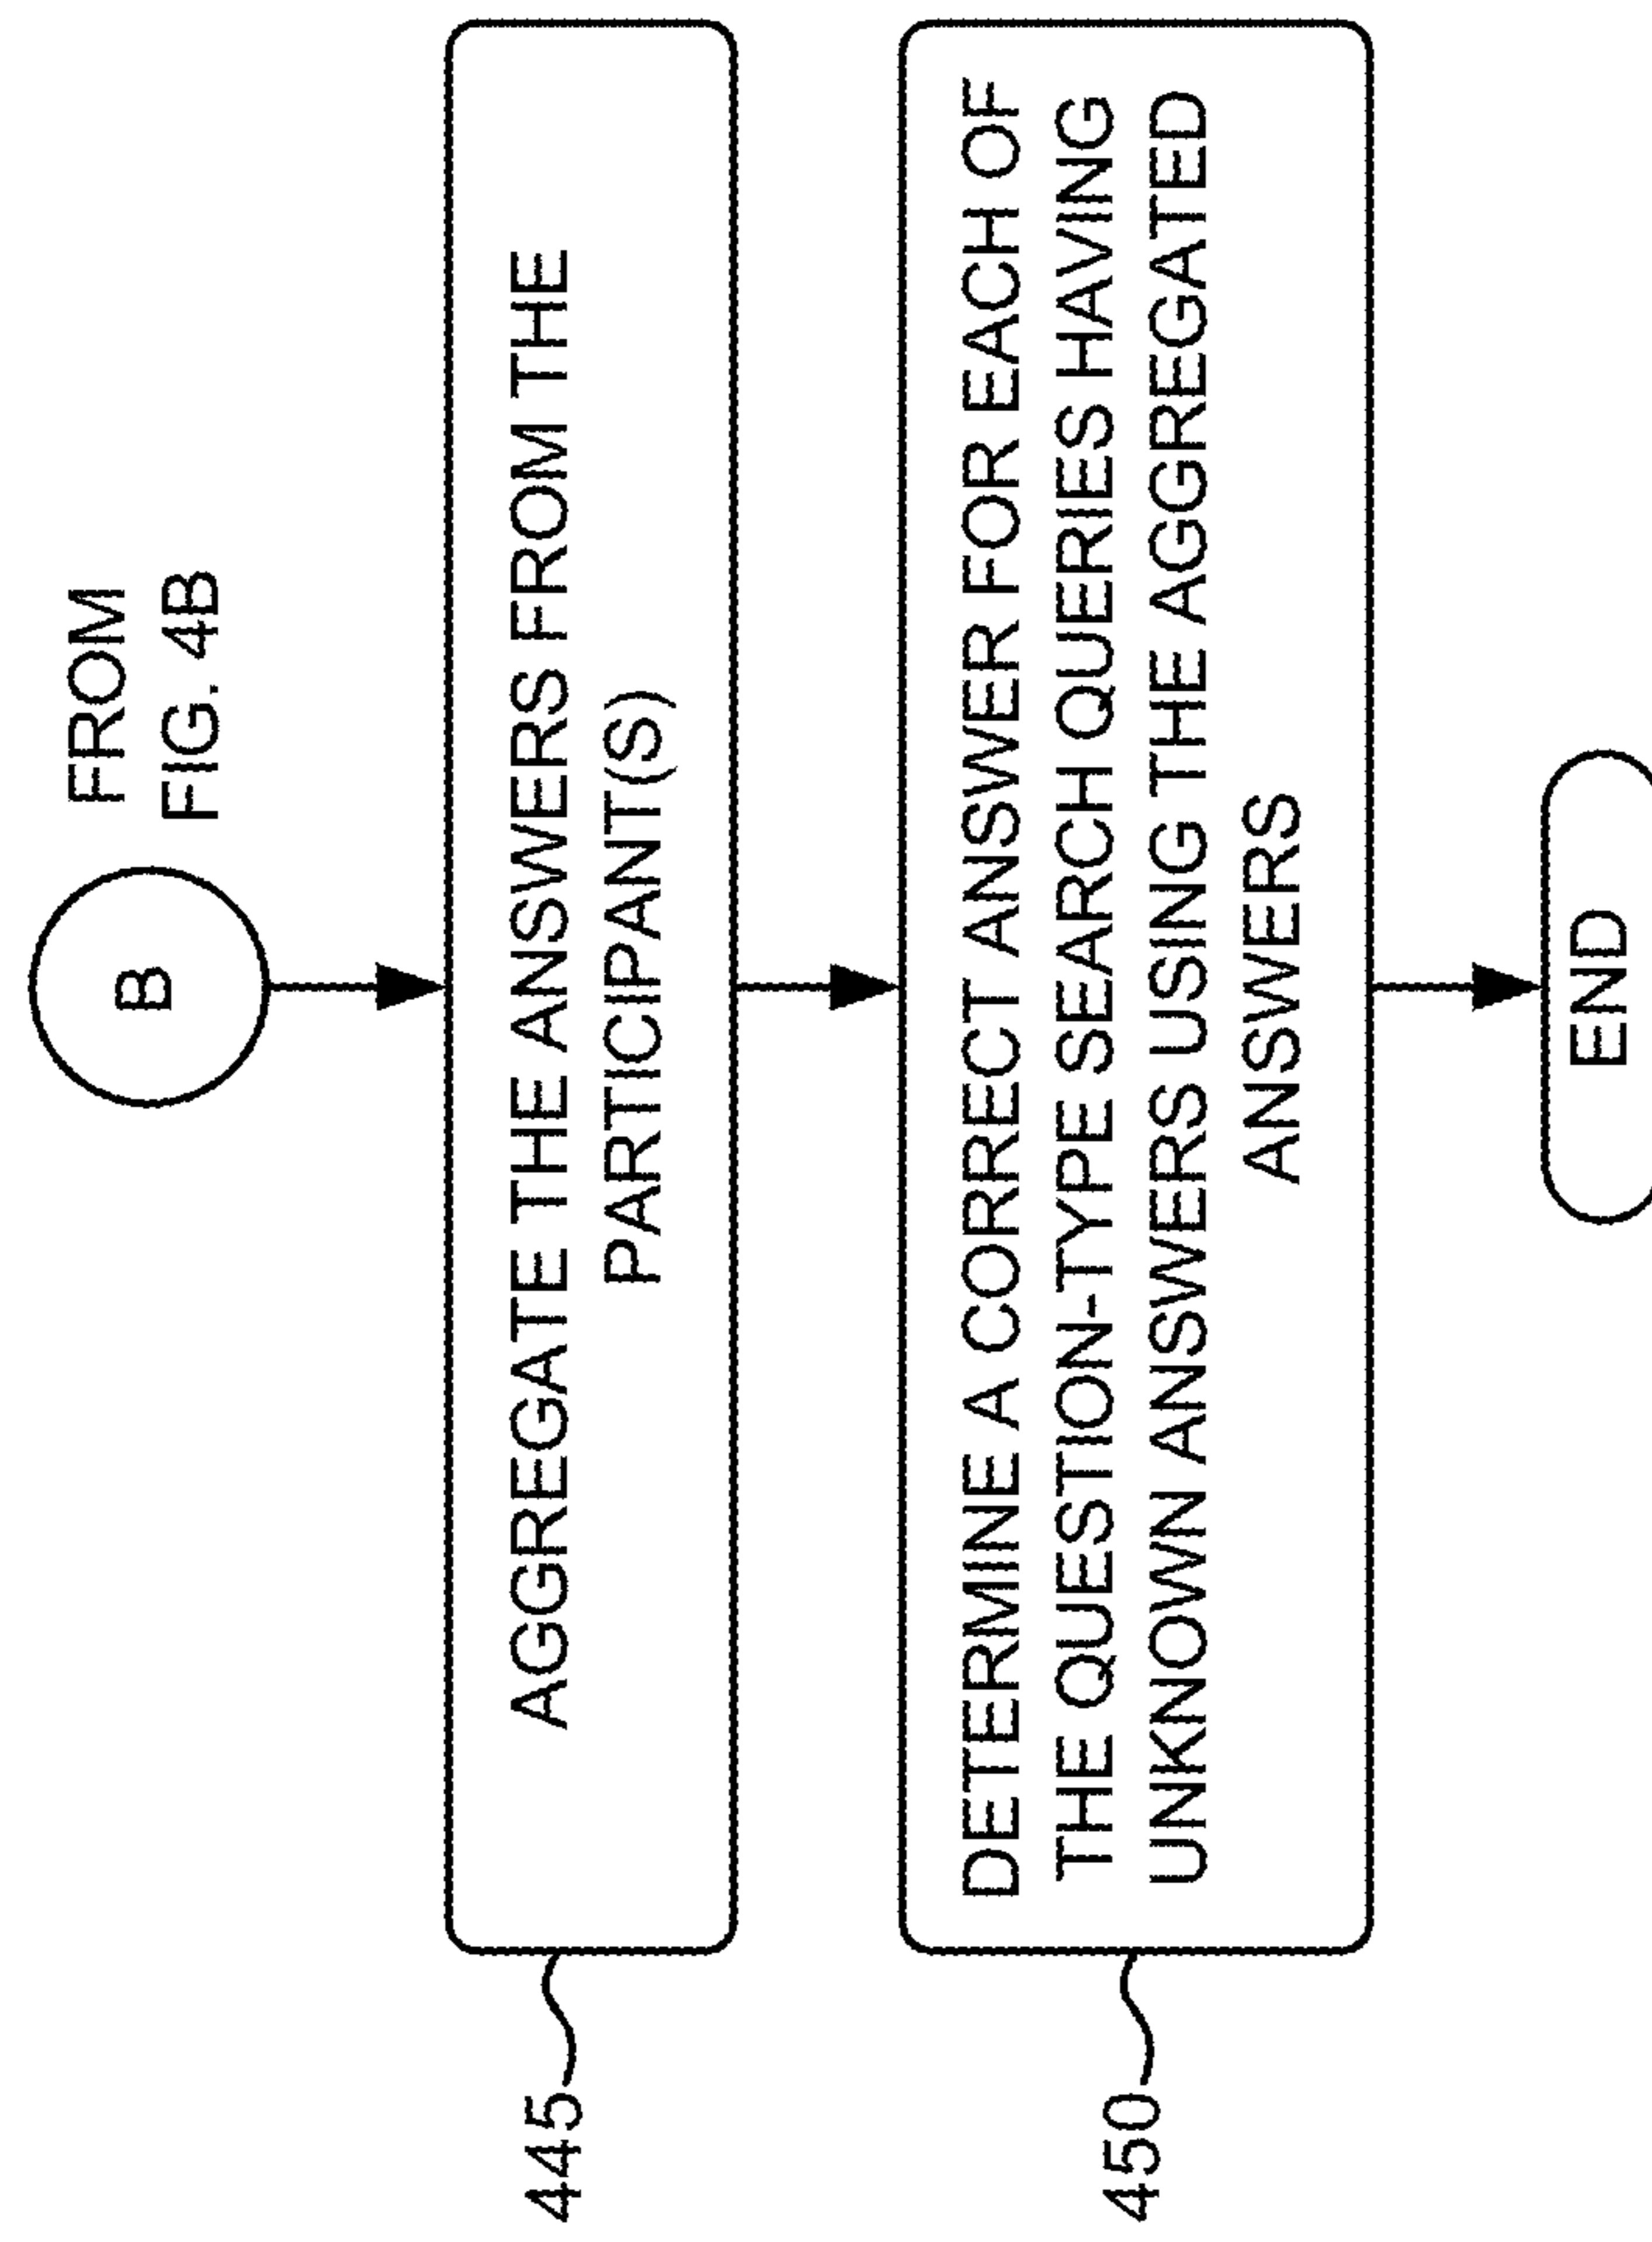 FROM
FIG. 4B
B
445
AGGREGATE THE ANSWERS FROM THE
PARTICIPANT(S)
450
DETERMINE A CORRECT ANSWER FOR EACH OF
THE QUESTION-TYPE SEARCH QUERIES HAVING
UNKNOWN ANSWERS USING THE AGGREGATED
ANSWERS
END